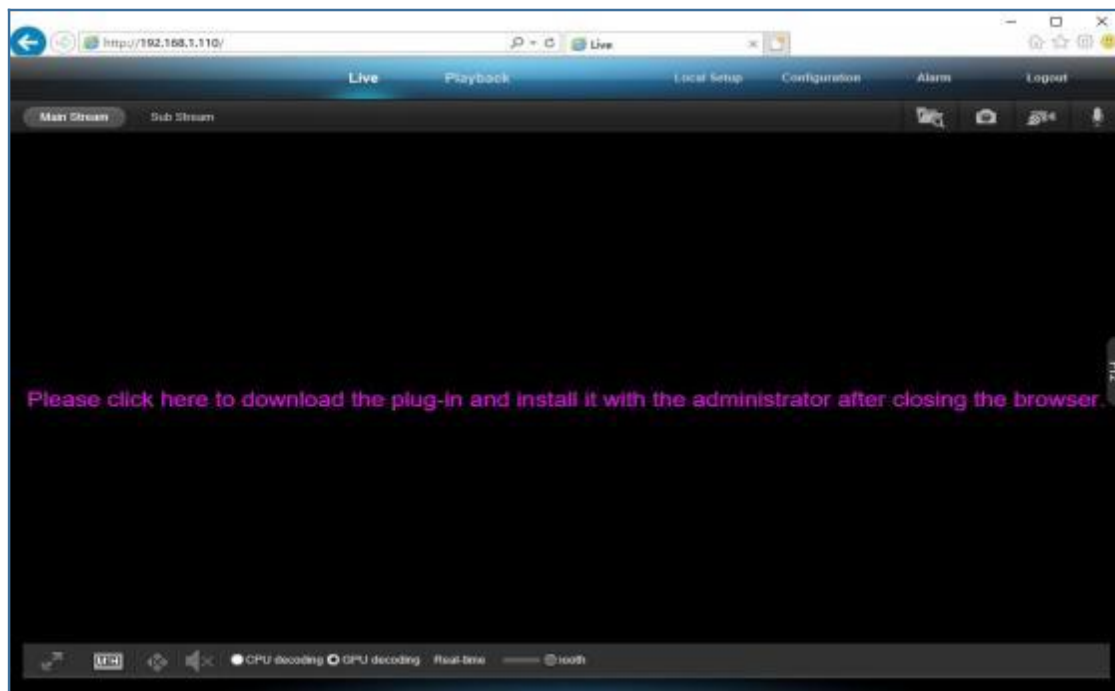 http://192.168.1.110/ Live
Live Playback Local Setup Configuration Alarm Logout
Main Stream Sub Stream
Please click here to download the plug-in and install it with the administrator after closing the browser.
CPU decoding GPU decoding Real-time